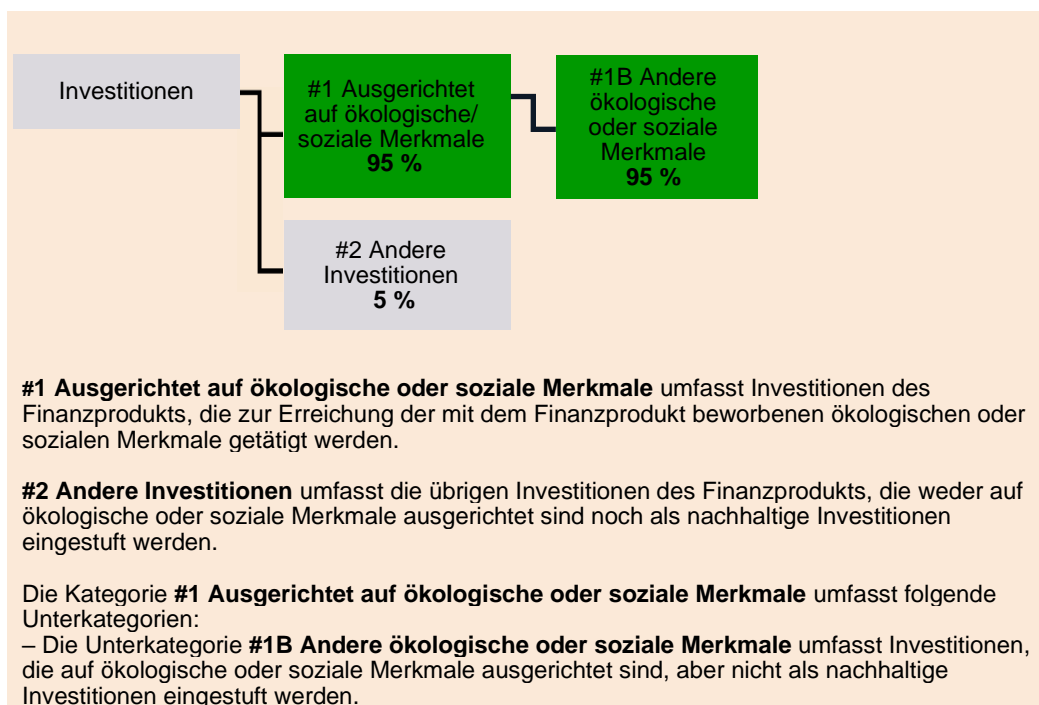 Investitionen
#1 Ausgerichtet
auf ökologische/
soziale Merkmale
95 %
#1B Andere
ökologische
oder soziale
Merkmale
95 %
#2 Andere
Investitionen
5 %
#1 Ausgerichtet auf ökologische oder soziale Merkmale umfasst Investitionen des
Finanzprodukts, die zur Erreichung der mit dem Finanzprodukt beworbenen ökologischen oder
sozialen Merkmale getätigt werden.
#2 Andere Investitionen umfasst die übrigen Investitionen des Finanzprodukts, die weder auf
ökologische oder soziale Merkmale ausgerichtet sind noch als nachhaltige Investitionen
eingestuft werden.
Die Kategorie #1 Ausgerichtet auf ökologische oder soziale Merkmale umfasst folgende
Unterkategorien:
– Die Unterkategorie #1B Andere ökologische oder soziale Merkmale umfasst Investitionen,
die auf ökologische oder soziale Merkmale ausgerichtet sind, aber nicht als nachhaltige
Investitionen eingestuft werden.